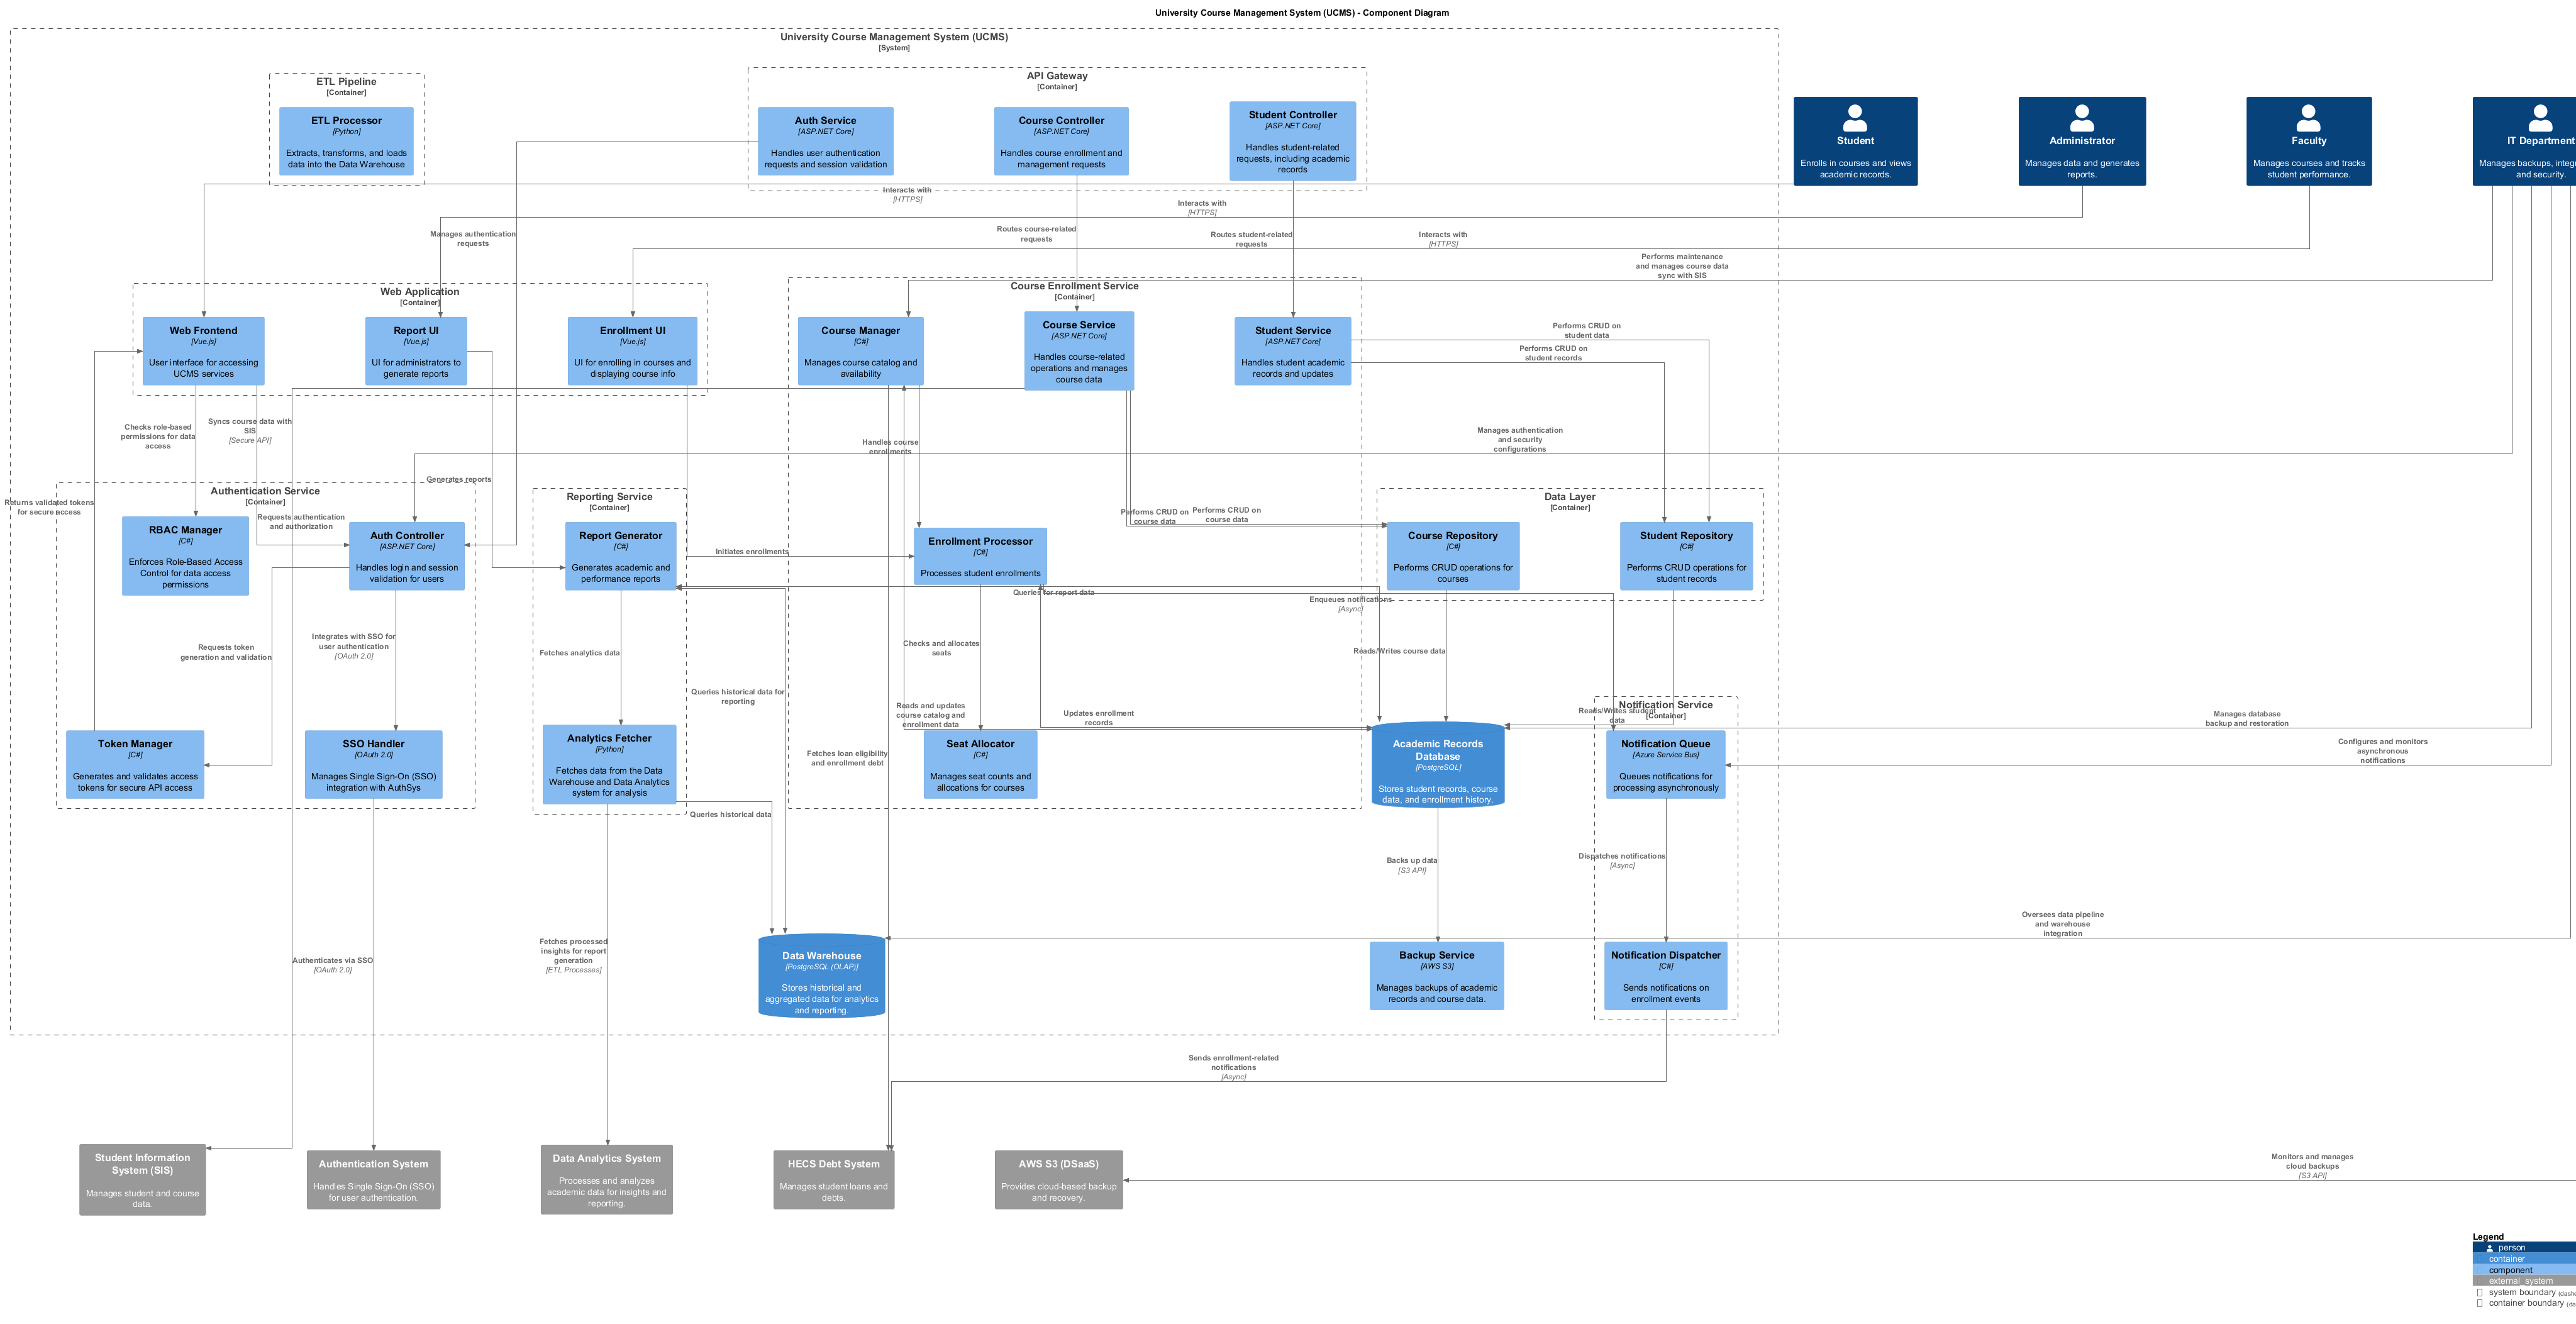 University Course Management System (UCMS) - Component Diagram
University Course Management System (UCMS)
[System]
ETL Pipeline
[Container]
ETL Processor
[Python]
Extracts, transforms, and loads
data into the Data Warehouse
API Gateway
[Container]
Auth Service
[ASP.NET Core]
Handles user authentication
requests and session validation
Course Controller
[ASP.NET Core]
Handles course enrollment and
management requests
Student Controller
[ASP.NET Core]
Handles student-related
requests, including academic
records
Student
Enrolls in courses and views
academic records.
Administrator
Manages data and generates
reports.
Faculty
Manages courses and tracks
student performance.
IT Department
Manages backups,
and security.
Interacts with
[HTTPS]
Interacts with
[HTTPS]
Interacts with
[HTTPS]
Manages authentication
requests
Routes course-related
requests
Routes student-related
requests
Performs maintenance
and manages course data
sync with SIS
Web Application
[Container]
Web Frontend
[Vue.js]
User interface for accessing
UCMS services
Report UI
[Vue.js]
UI for administrators to
generate reports
Enrollment UI
[Vue.js]
UI for enrolling in courses and
displaying course info
Course Enrollment Service
[Container]
Course Manager
[C#]
Manages course catalog and
availability
Course Service
[ASP.NET Core]
Handles course-related
operations and manages
course data
Student Service
[ASP.NET Core]
Handles student academic
records and updates
Performs CRUD on
student data
Performs CRUD on
student records
Checks role-based
permissions for data
access
Syncs course data with
SIS
[Secure API]
Handles course
enrollments
Manages authentication
and security
configurations
Generates reports
Returns validated tokens
for secure access
Requests authentication
and authorization
Performs CRUD on
course data
Performs CRUD on
course data
Authentication Service
[Container]
RBAC Manager
[C#]
Enforces Role-Based Access
Control for data access
permissions
Auth Controller
[ASP.NET Core]
Handles login and session
validation for users
Reporting Service
[Container]
Report Generator
[C#]
Generates academic and
performance reports
Initiates enrollments
Enrollment Processor
[C#]
Processes student enrollments
Data Layer
[Container]
Course Repository
[C#]
Performs CRUD operations for
courses
Student Repository
[C#]
Performs CRUD operations for
student records
Queries for report data
Enqueues notifications
[Async]
Requests token
generation and validation
Integrates with SSO for
user authentication
[OAuth 2.0]
Fetches analytics data
Checks and allocates
seats
Reads/Writes course data
Queries historical data for
reporting
Reads and updates
course catalog and
enrollment data
Updates enrollment
records
Reads/Writes student
data
Manages database
backup and restoration
Configures and monitors
asynchronous
notifications
Fetches loan eligibility
and enrollment debt
Token Manager
[C#]
Generates and validates access
tokens for secure API access
SSO Handler
[OAuth 2.0]
Manages Single Sign-On (SSO)
integration with AuthSys
Analytics Fetcher
[Python]
Fetches data from the Data
Warehouse and Data Analytics
system for analysis
Seat Allocator
[C#]
Manages seat counts and
allocations for courses
Academic Records
Database
[PostgreSQL]
Stores student records, course
data, and enrollment history.
Notification Service
[Container]
Notification Queue
[Azure Service Bus]
Queues notifications for
processing asynchronously
Queries historical data
Backs up data
[S3 API]
Dispatches notifications
[Async]
Oversees data pipeline
and warehouse
integration
Authenticates via SSO
[OAuth 2.0]
Fetches processed
insights for report
generation
[ETL Processes]
Data Warehouse
[PostgreSQL (OLAP)]
Stores historical and
aggregated data for analytics
and reporting.
Backup Service
[AWS S3]
Manages backups of academic
records and course data.
Notification Dispatcher
[C#]
Sends notifications on
enrollment events
Sends enrollment-related
notifications
[Async]
Student Information
System (SIS)
Manages student and course
data.
Authentication System
Handles Single Sign-On (SSO)
for user authentication.
Data Analytics System
Processes and analyzes
academic data for insights and
reporting.
HECS Debt System
Manages student loans and
debts.
AWS S3 (DSaaS)
Provides cloud-based backup
and recovery.
Monitors and manages
cloud backups
[S3 API]
Legend
person
container
component
external_system
system boundary
container boundary